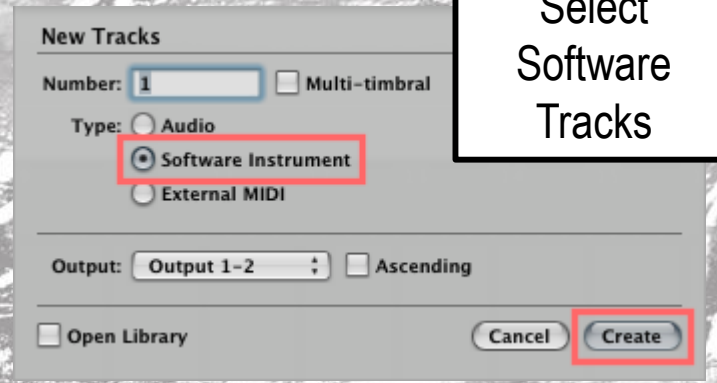 Select
Software
Tracks
New Tracks
Number: 1 Multi-timbral
Type: Audio
Software Instrument
External MIDI
Output: Output 1-2 Ascending
Open Library Cancel Create